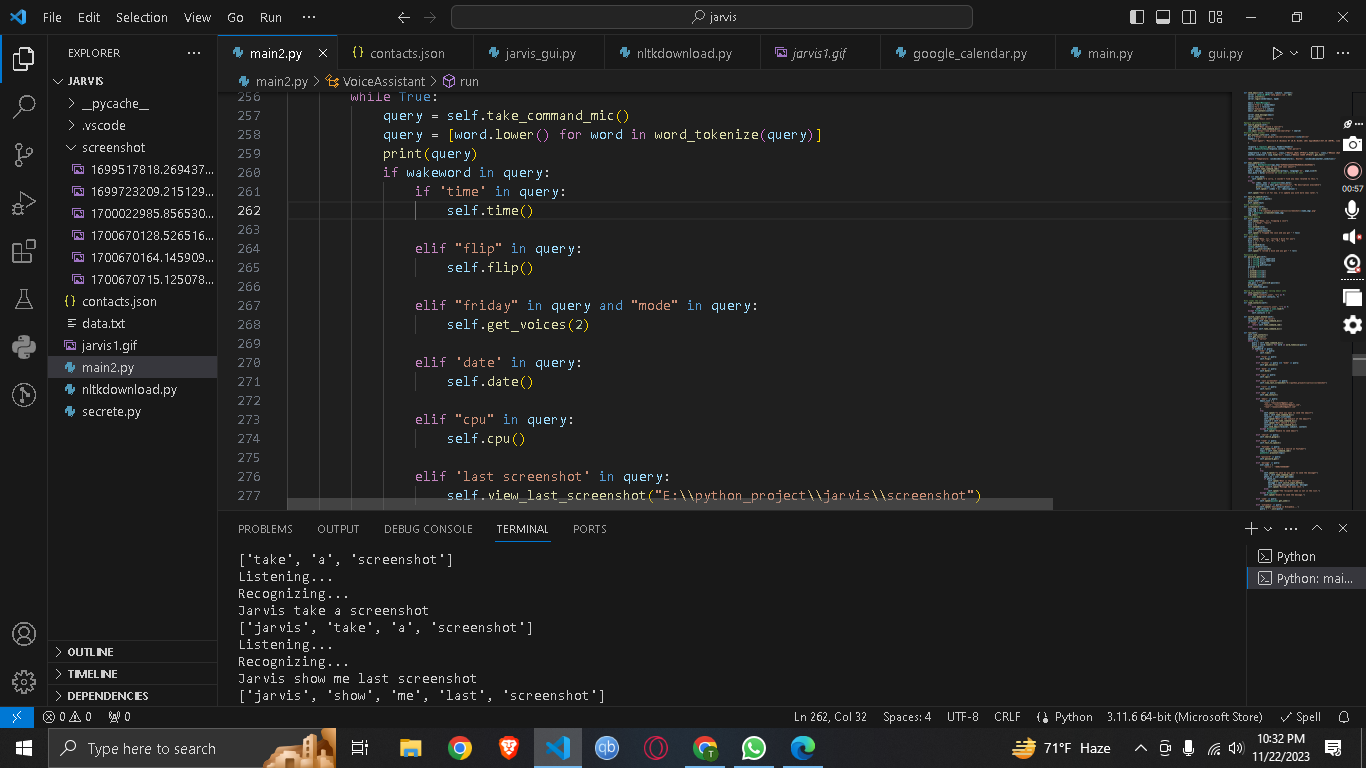 File Edit Selection View Go Run ··· jarvis
EXPLORER ···
main2.py contacts.json jarvis_gui.py nltkdownload.py jarvis1.gif google_calendar.py main.py gui.py
main2.py > VoiceAssistant > run
JARVIS
__pycache__
.vscode
screenshot
1699517818.269437...
1699723209.215129...
1700022985.856530...
1700670128.526516...
1700670164.145909...
1700670715.125078...
contacts.json
data.txt
jarvis1.gif
main2.py
nltkdownload.py
secrete.py
OUTLINE
TIMELINE
DEPENDENCIES
256 while True:
257 query = self.take_command_mic()
258 query = [word.lower() for word in word_tokenize(query)]
259 print(query)
260 if wakeword in query:
261 if 'time' in query:
262 self.time()
263
264 elif "flip" in query:
265 self.flip()
266
267 elif "friday" in query and "mode" in query:
268 self.get_voices(2)
269
270 elif 'date' in query:
271 self.date()
272
273 elif "cpu" in query:
274 self.cpu()
275
276 elif 'last screenshot' in query:
277 self.view_last_screenshot("E:\\python_project\\jarvis\\screenshot")
00:57
PROBLEMS OUTPUT DEBUG CONSOLE TERMINAL PORTS
['take', 'a', 'screenshot']
Listening...
Recognizing...
Jarvis take a screenshot
['jarvis', 'take', 'a', 'screenshot']
Listening...
Recognizing...
Jarvis show me last screenshot
['jarvis', 'show', 'me', 'last', 'screenshot']
Python
Python: mai...
0 0 0 Ln 262, Col 32 Spaces: 4 UTF-8 CRLF Python 3.11.6 64-bit (Microsoft Store) Spell
Type here to search
71°F Haze
10:32 PM
11/22/2023